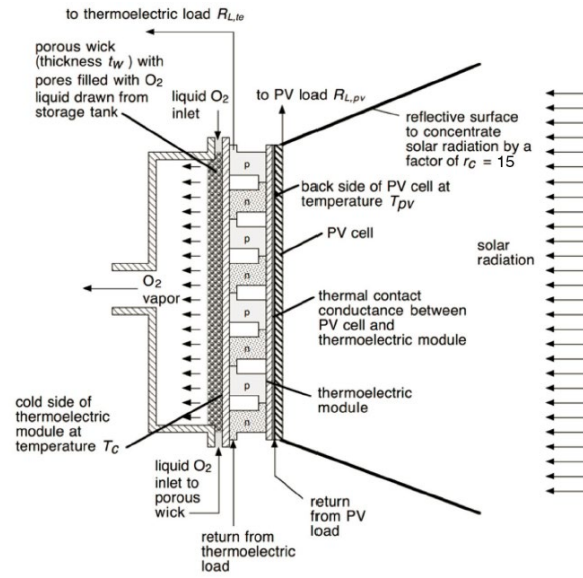 to thermoelectric load R_L,te
porous wick
(thickness t_W ) with
pores filled with O2
liquid drawn from
storage tank
liquid O2
inlet
to PV load R_L,pv
reflective surface
to concentrate
solar radiation by a
factor of r_c = 15
p
n
p
n
p
n
p
n
p
n
p
n
p
n
back side of PV cell at
temperature T_pv
PV cell
solar
radiation
O2
vapor
thermal contact
conductance between
PV cell and
thermoelectric module
thermoelectric
module
cold side of
thermoelectric
module at
temperature T_c
liquid O2
inlet to
porous
wick
return from
thermoelectric
load
return
from PV
load